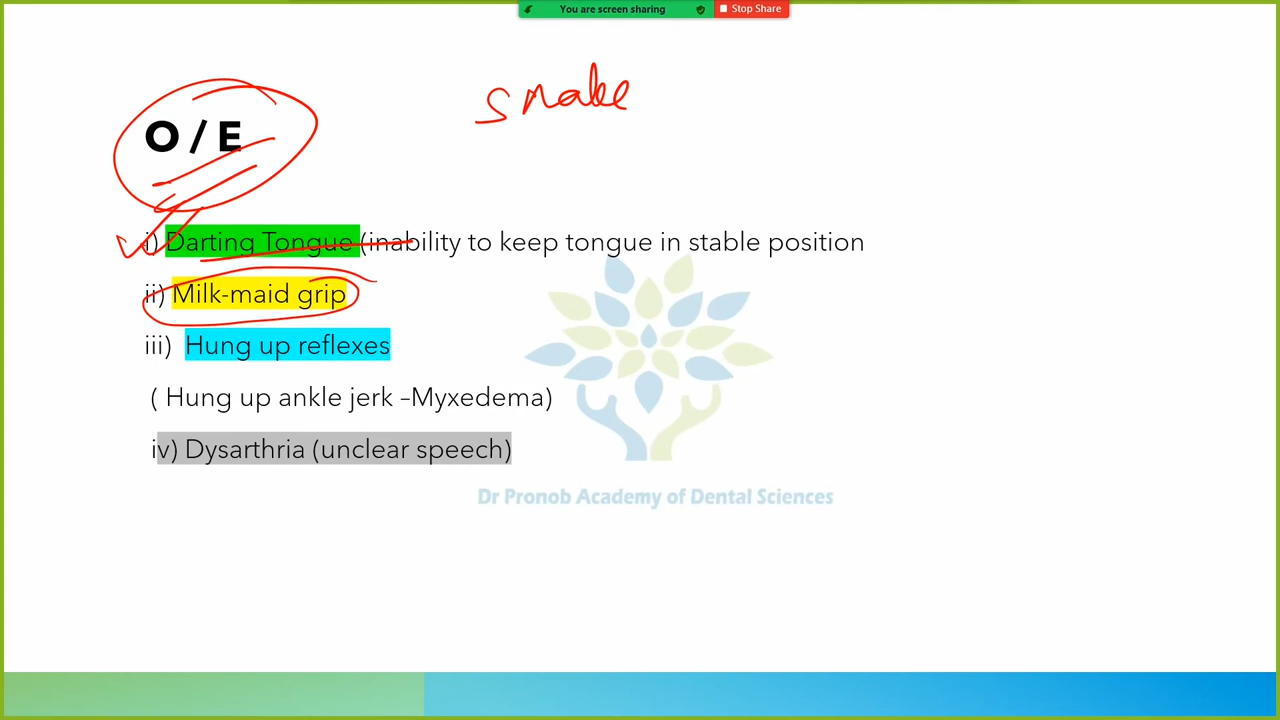 You are screen sharing Stop Share
snake
O / E
i) Darting Tongue (inability to keep tongue in stable position
ii) Milk-maid grip
iii) Hung up reflexes
( Hung up ankle jerk –Myxedema)
iv) Dysarthria (unclear speech)
Dr Pronob Academy of Dental Sciences